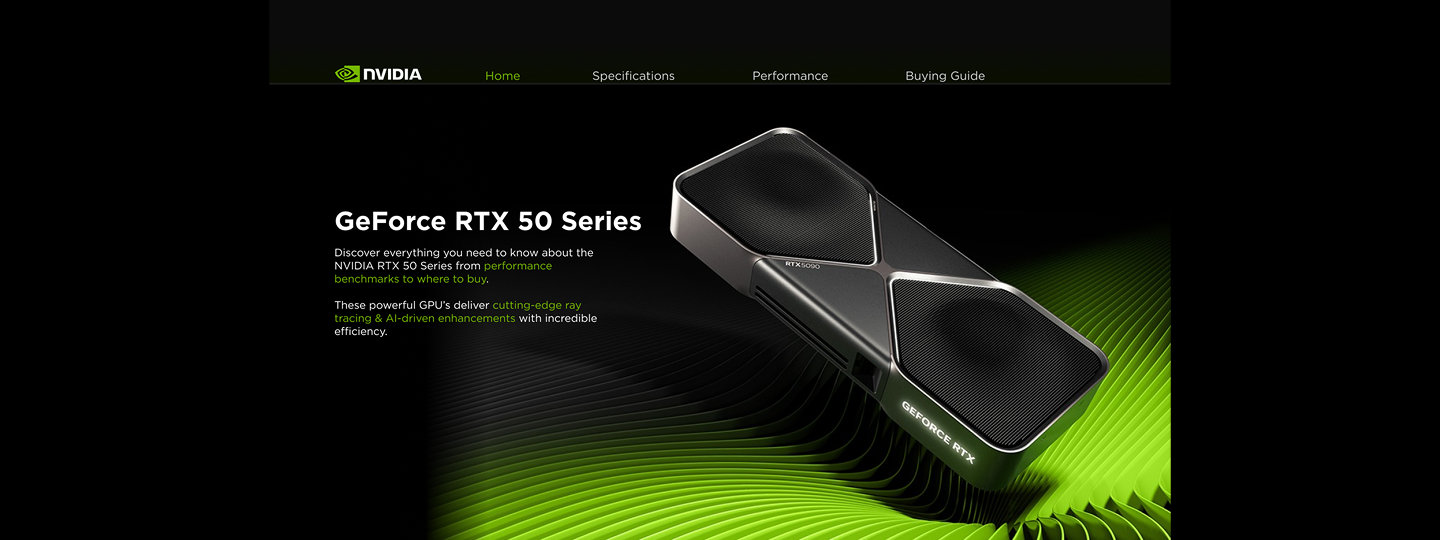 NVIDIA
Home
Specifications
Performance
Buying Guide
GeForce RTX 50 Series
Discover everything you need to know about the
NVIDIA RTX 50 Series from performance
benchmarks to where to buy.
These powerful GPU's deliver cutting-edge ray
tracing & AI-driven enhancements with incredible
efficiency.
RTX5090
GEFORCE RTX